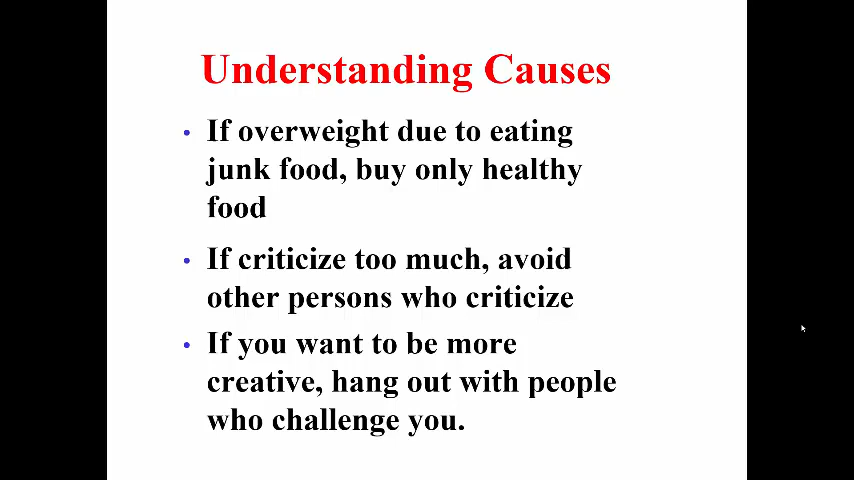 Understanding Causes
• If overweight due to eating
junk food, buy only healthy
food
• If criticize too much, avoid
other persons who criticize
• If you want to be more
creative, hang out with people
who challenge you.